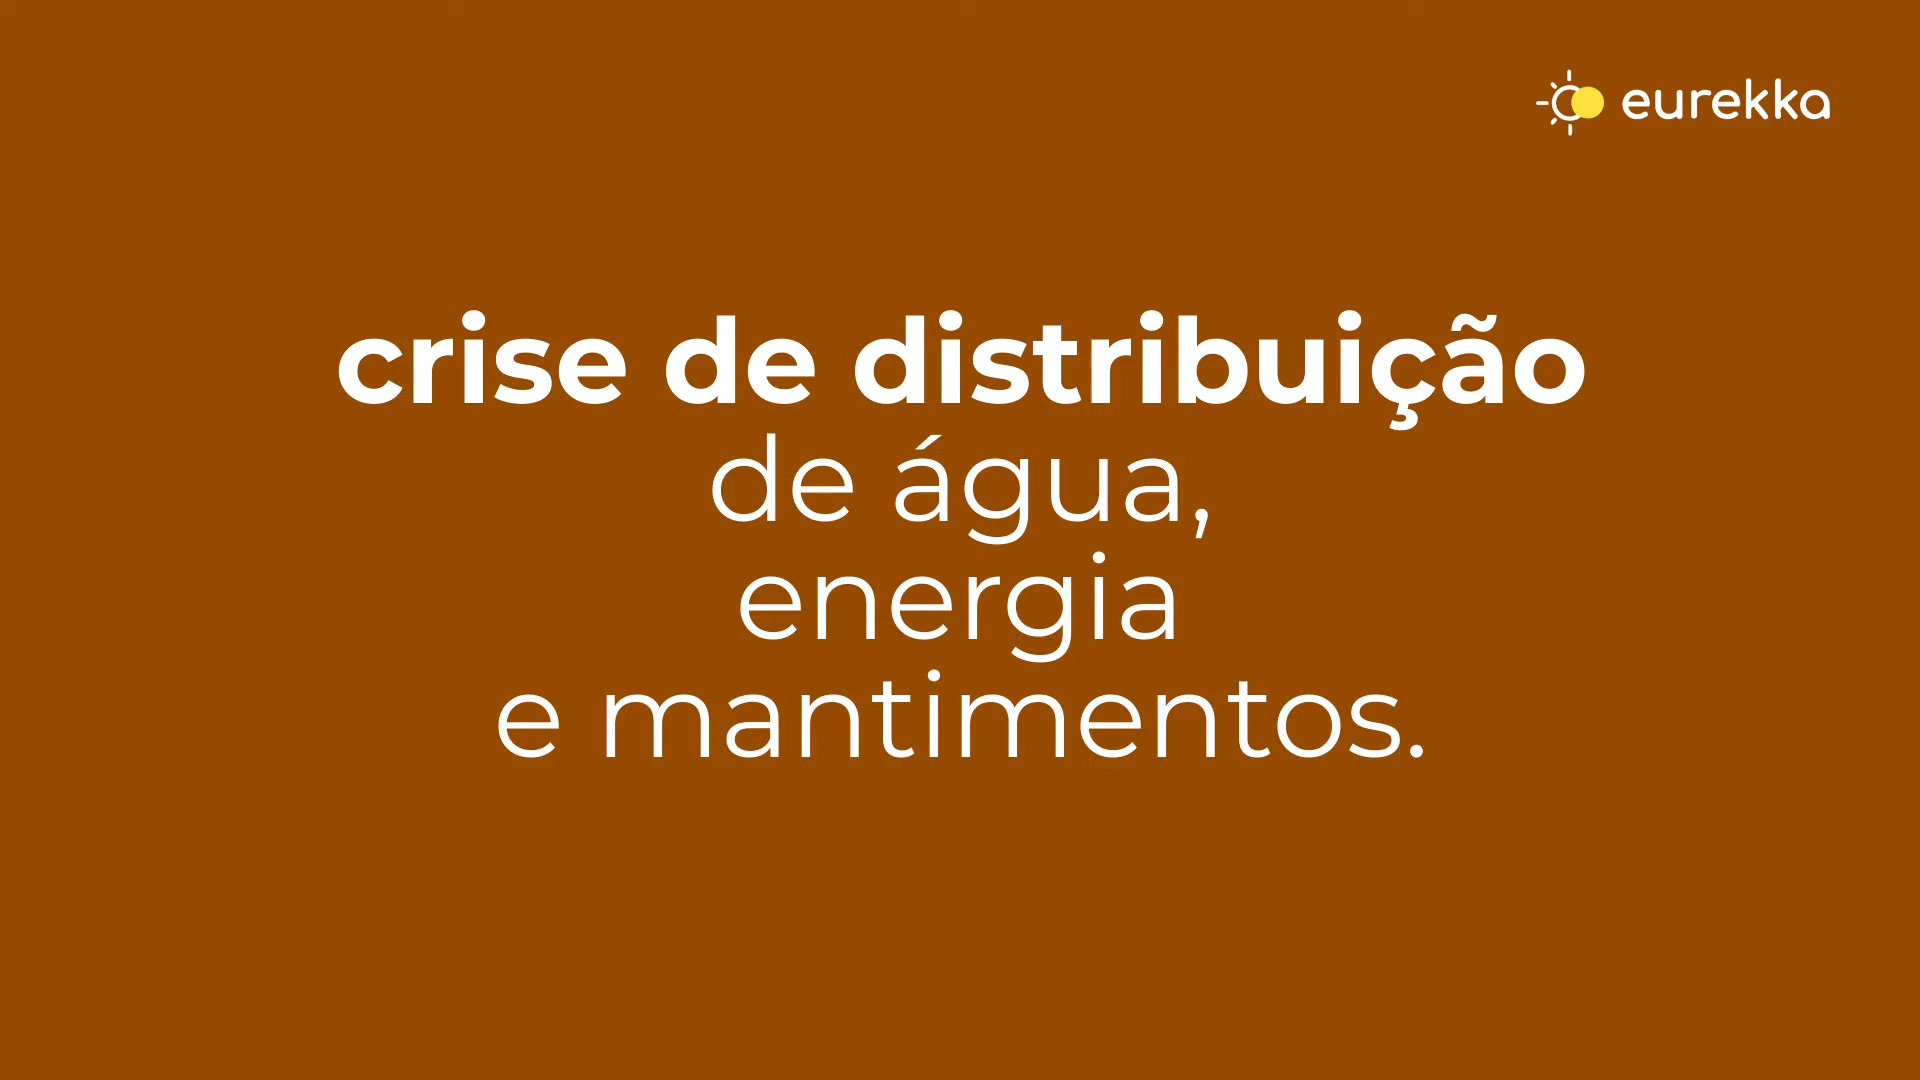 eurekka
crise de distribuição
de água,
energia
e mantimentos.